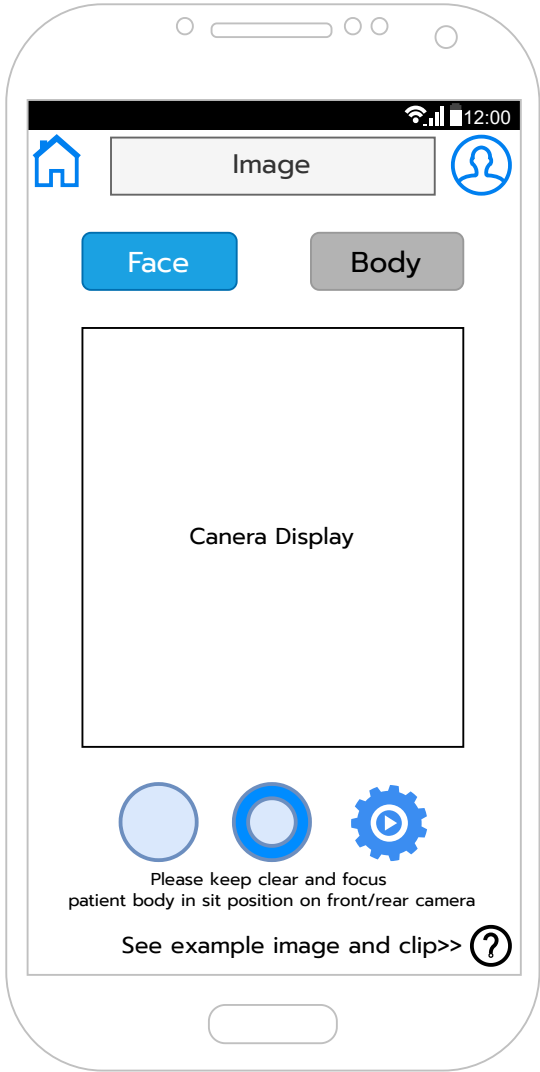 12:00
Image
Face
Body
Canera Display
Please keep clear and focus
patient body in sit position on front/rear camera
See example image and clip>> ?